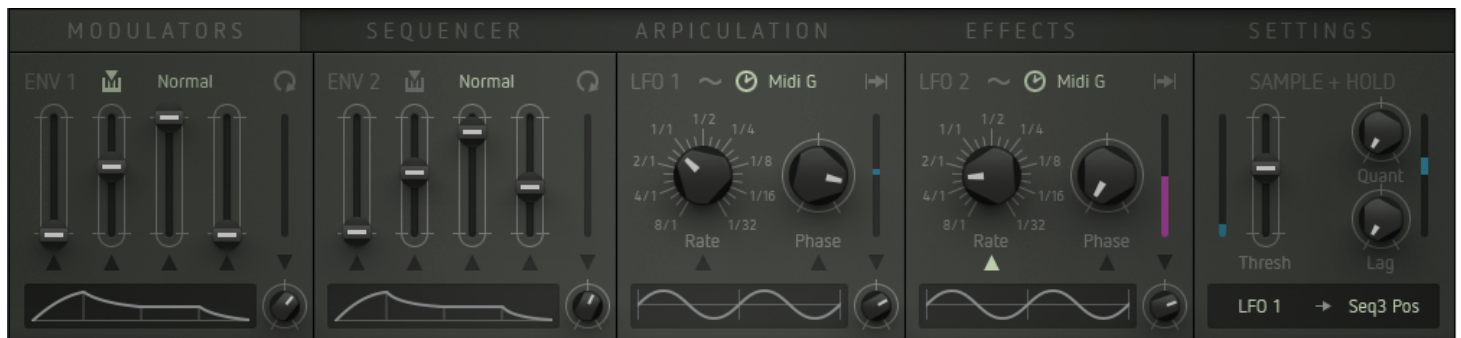 MODULATORS SEQUENCER ARPICULATION EFFECTS SETTINGS
ENV 1 M Normal ENV 2 M Normal LFO 1 Midi G LFO 2 Midi G SAMPLE + HOLD
1/2 1/2
1/1 1/4 1/1 1/4
2/1 1/8 2/1 1/8
Quant
4/1 1/16 4/1 1/16
8/1 1/32 8/1 1/32
Rate Phase Rate Phase
Thresh Lag
LFO 1 → Seq3 Pos